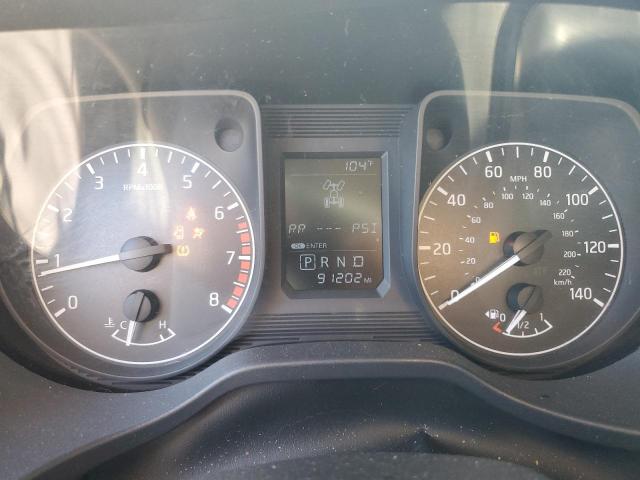 4
3 5
RPMx1000
2 6
1 7
0 8
C H
104°F
RR --- PSI
OK ENTER
P R N D
91202 MI
60 80
MPH
40 100
20 120
0 140
80 100 120 140
60 160
40 180
20 200
0 220
km/h
0 1/2 1